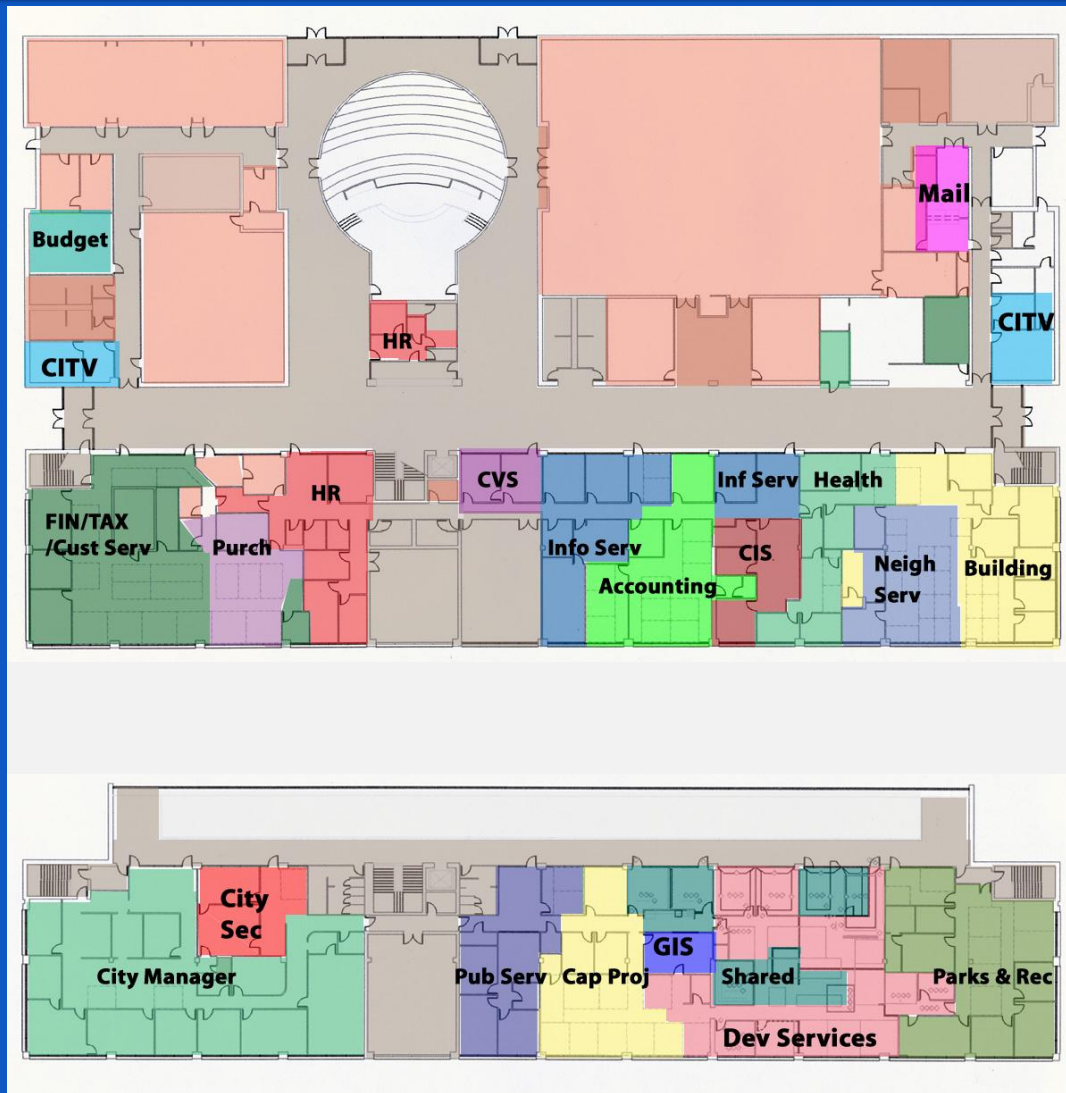 Mail
Budget
CITV
HR
CITV
CVS
Inf Serv
Health
HR
FIN/TAX
/Cust Serv
Purch
Info Serv
CIS
Accounting
Neigh
Serv
Building
City
Sec
City Manager
Pub Serv
Cap Proj
GIS
Shared
Parks & Rec
Dev Services